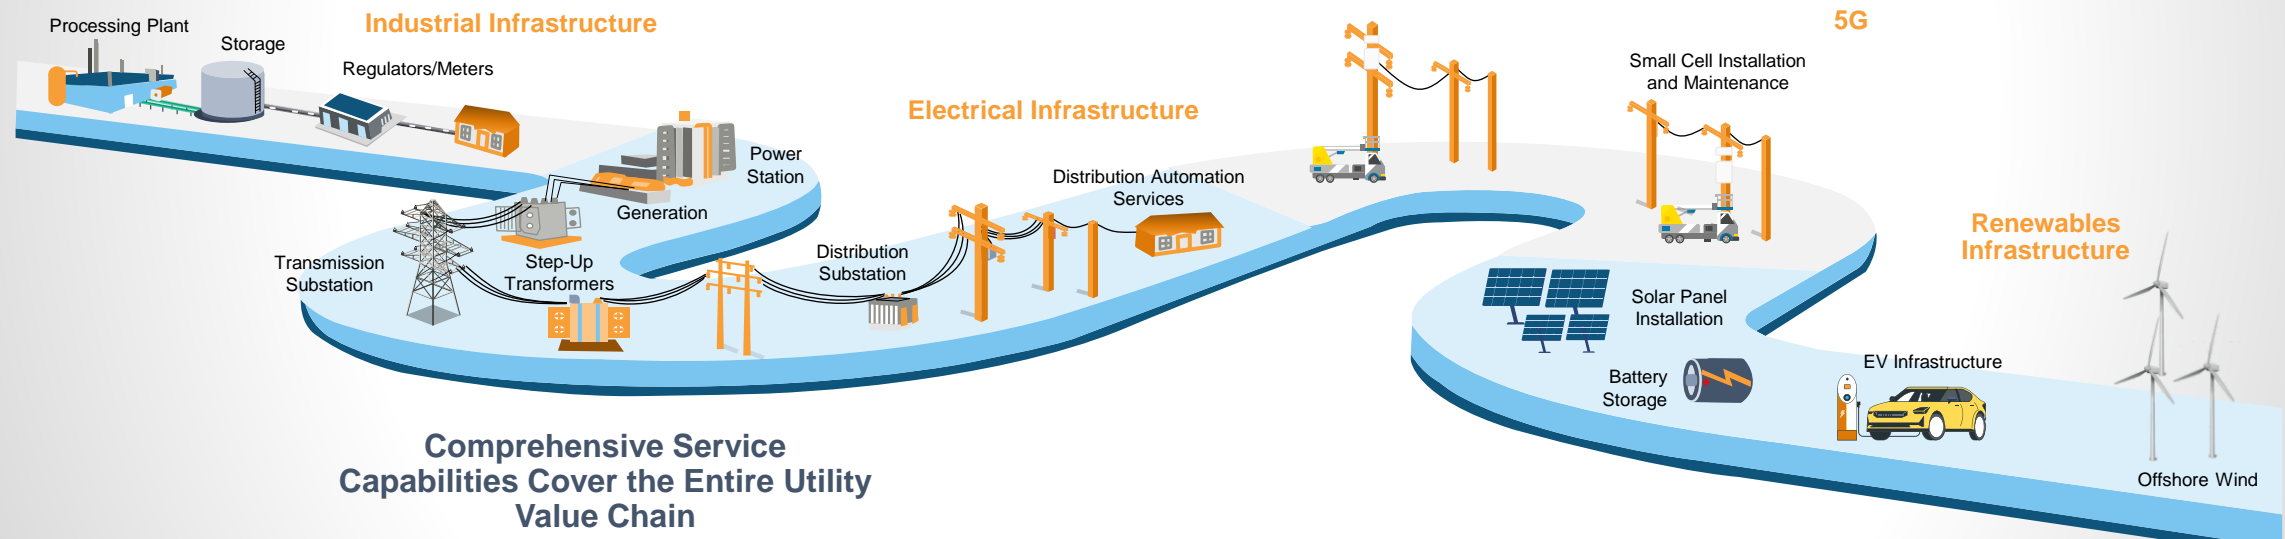 Processing Plant
Storage
Industrial Infrastructure
Regulators/Meters
Power
Station
Generation
Transmission
Substation
Step-Up
Transformers
Electrical Infrastructure
Distribution
Substation
Distribution Automation
Services
5G
Small Cell Installation
and Maintenance
Renewables
Infrastructure
Solar Panel
Installation
Battery
Storage
EV Infrastructure
Offshore Wind
Comprehensive Service
Capabilities Cover the Entire Utility
Value Chain